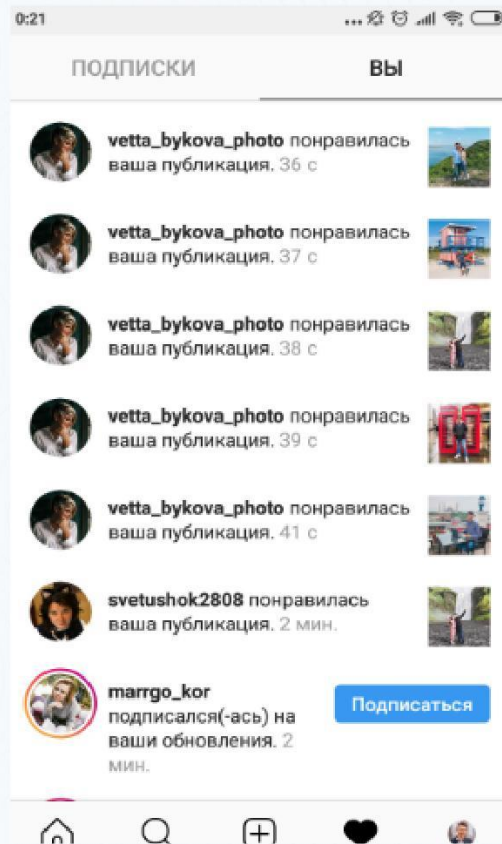 0:21
ПОДПИСКИ ВЫ
vetta_bykova_photo понравилась
ваша публикация. 36 с
vetta_bykova_photo понравилась
ваша публикация. 37 с
vetta_bykova_photo понравилась
ваша публикация. 38 с
vetta_bykova_photo понравилась
ваша публикация. 39 с
vetta_bykova_photo понравилась
ваша публикация. 41 с
svetushok2808 понравилась
ваша публикация. 2 мин.
marrgo_kor
подписался(-ась) на
ваши обновления. 2
мин.
Подписаться